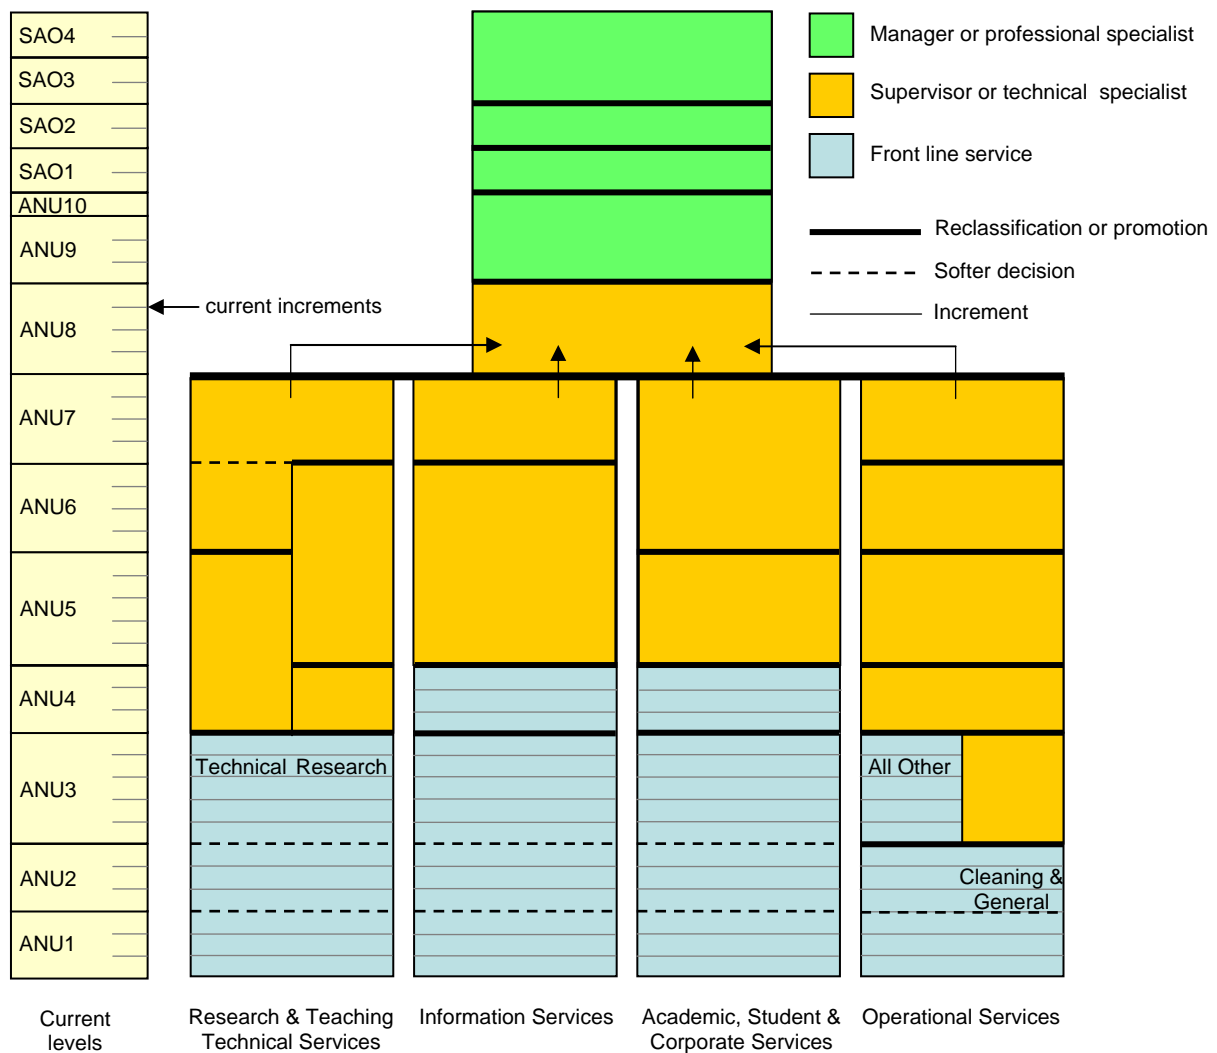 SAO4
SAO3
SAO2
SAO1
ANU10
ANU9
ANU8
ANU7
ANU6
ANU5
ANU4
ANU3
ANU2
ANU1
Current
levels
current increments
Manager or professional specialist
Supervisor or technical specialist
Front line service
Reclassification or promotion
Softer decision
Increment
Technical Research
All Other
Cleaning &
General
Research & Teaching
Technical Services
Information Services
Academic, Student &
Corporate Services
Operational Services